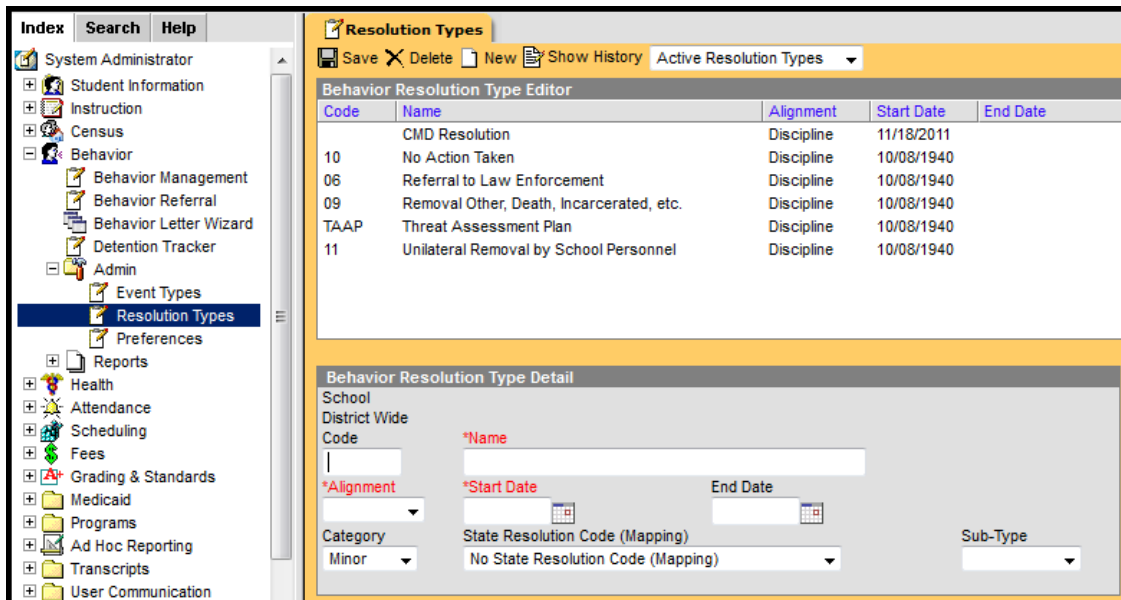 Index Search Help
System Administrator
Student Information
Instruction
Census
Behavior
Behavior Management
Behavior Referral
Behavior Letter Wizard
Detention Tracker
Admin
Event Types
Resolution Types
Preferences
Reports
Health
Attendance
Scheduling
Fees
Grading & Standards
Medicaid
Programs
Ad Hoc Reporting
Transcripts
User Communication
Resolution Types
Save Delete New Show History Active Resolution Types
Behavior Resolution Type Editor
Code Name Alignment Start Date End Date
CMD Resolution Discipline 11/18/2011
10 No Action Taken Discipline 10/08/1940
06 Referral to Law Enforcement Discipline 10/08/1940
09 Removal Other, Death, Incarcerated, etc. Discipline 10/08/1940
TAAP Threat Assessment Plan Discipline 10/08/1940
11 Unilateral Removal by School Personnel Discipline 10/08/1940
Behavior Resolution Type Detail
School
District Wide
Code *Name
*Alignment *Start Date End Date
Category State Resolution Code (Mapping) Sub-Type
Minor No State Resolution Code (Mapping)